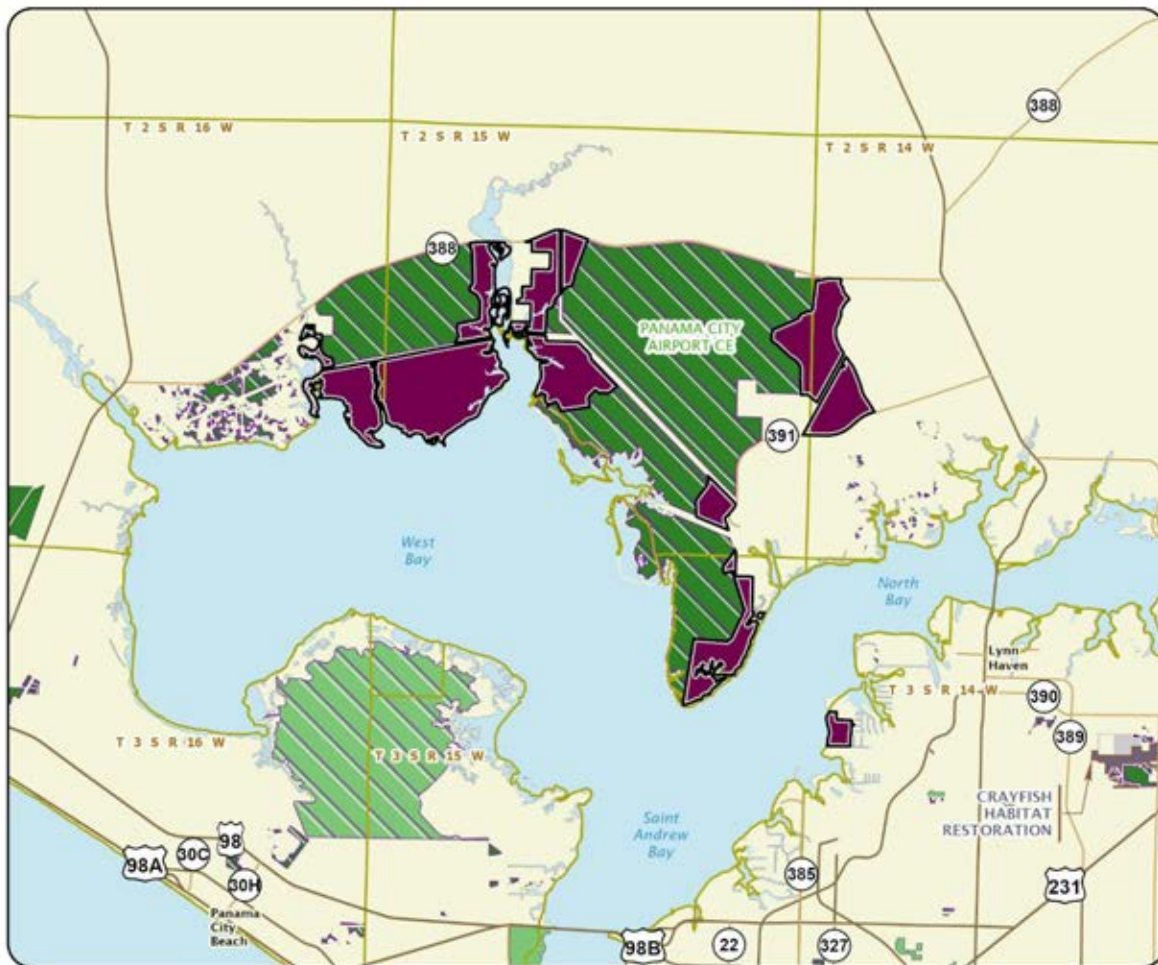 388
T 2 S R 16 W
T 2 S R 15 W
T 2 S R 14 W
388
PANAMA CITY
AIRPORT CE
391
West
Bay
North
Bay
Lynn
Haven
T 3 S R 14 W
390
389
T 3 S R 16 W
T 3 S R 15 W
CRAYFISH
HABITAT
RESTORATION
Saint
Andrew
Bay
98
30C
98A
30H
385
231
Panama
City
Beach
98B
22
327